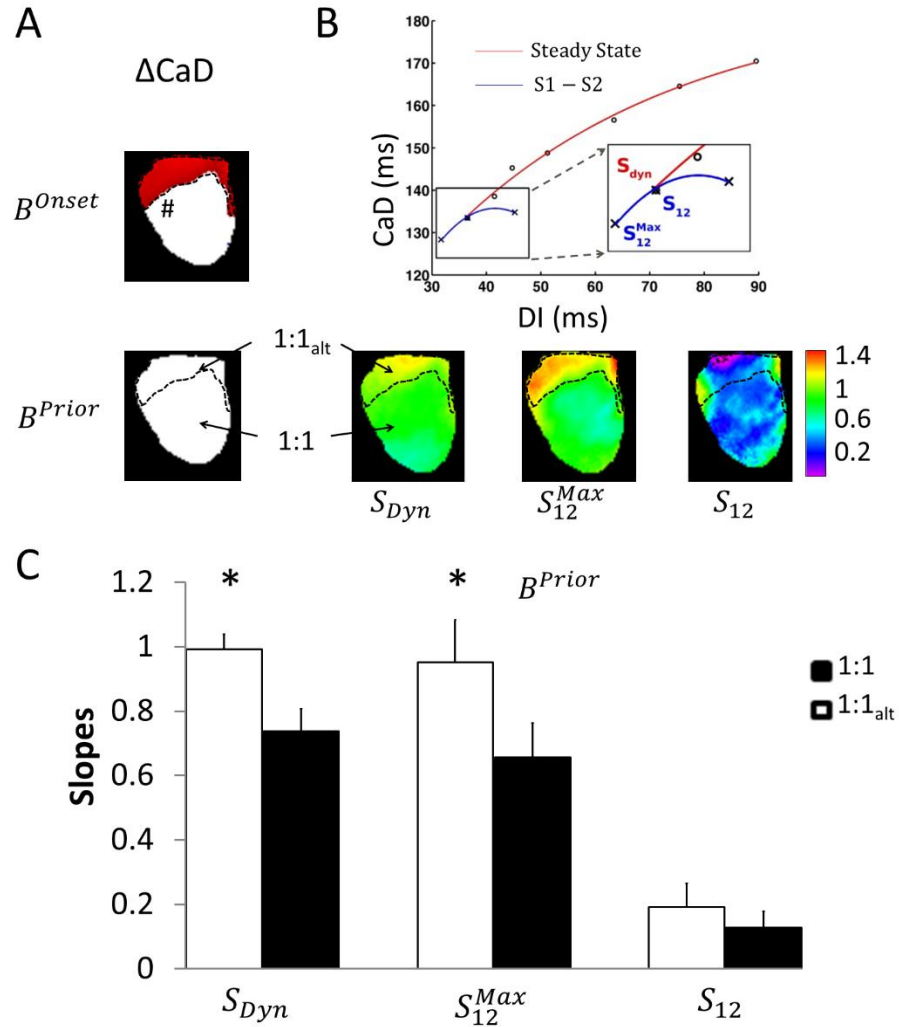 A
ΔCaD
B^Onset
#
B
180
170
160
150
140
130
120
CaD (ms)
Steady State
S1 − S2
S_dyn
S_12
S_12^Max
30 40 50 60 70 80 90
DI (ms)
B^Prior
1:1_alt
1:1
S_Dyn
S_12^Max
S_12
1.4
1
0.6
0.2
C
B^Prior
1.2
1
0.8
0.6
0.4
0.2
0
Slopes
* *
1:1
1:1_alt
S_Dyn S_12^Max S_12